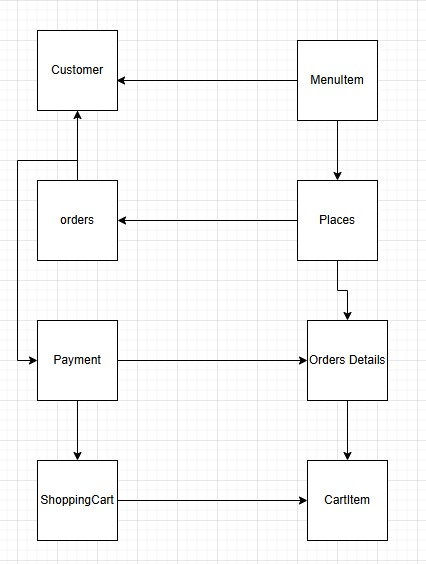 Customer
MenuItem
orders
Places
Payment
Orders Details
ShoppingCart
CartItem